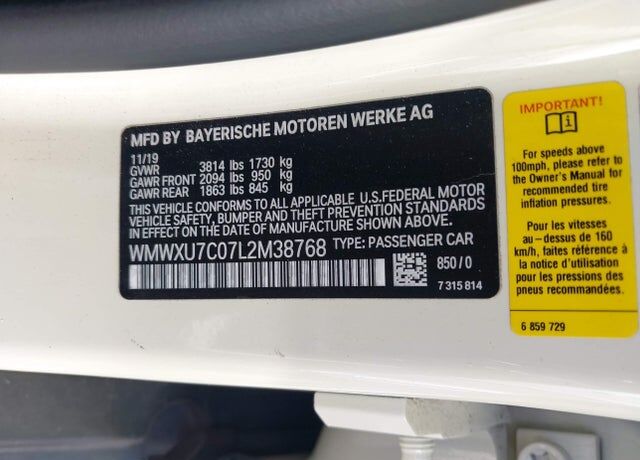 MFD BY BAYERISCHE MOTOREN WERKE AG
11/19
GVWR 3814 lbs 1730 kg
GAWR FRONT 2094 lbs 950 kg
GAWR REAR 1863 lbs 845 kg
THIS VEHICLE CONFORMS TO ALL APPLICABLE U.S.FEDERAL MOTOR
VEHICLE SAFETY, BUMPER AND THEFT PREVENTION STANDARDS
IN EFFECT ON THE DATE OF MANUFACTURE SHOWN ABOVE.
WMWXU7C07L2M38768 TYPE: PASSENGER CAR
850/0
7 315 814
IMPORTANT!
i
For speeds above
100mph, please refer to
the Owner's Manual for
recommended tire
inflation pressures.
Pour les vitesses
au-dessus de 160
km/h, faites référence à
la notice d'utilisation
pour les pressions des
pneus recommandées.
6 859 729